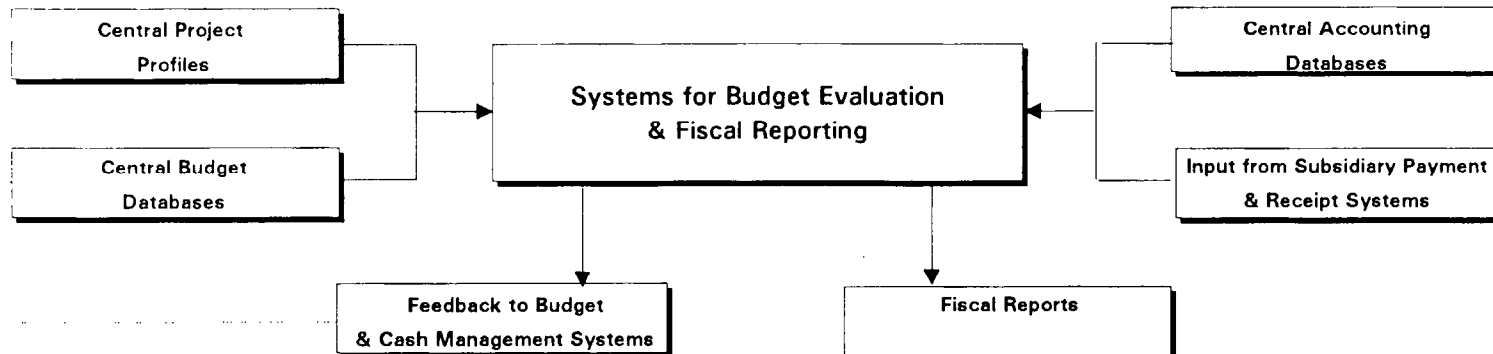 Central Project
Profiles
Central Budget
Databases
Systems for Budget Evaluation
& Fiscal Reporting
Central Accounting
Databases
Input from Subsidiary Payment
& Receipt Systems
Feedback to Budget
& Cash Management Systems
Fiscal Reports